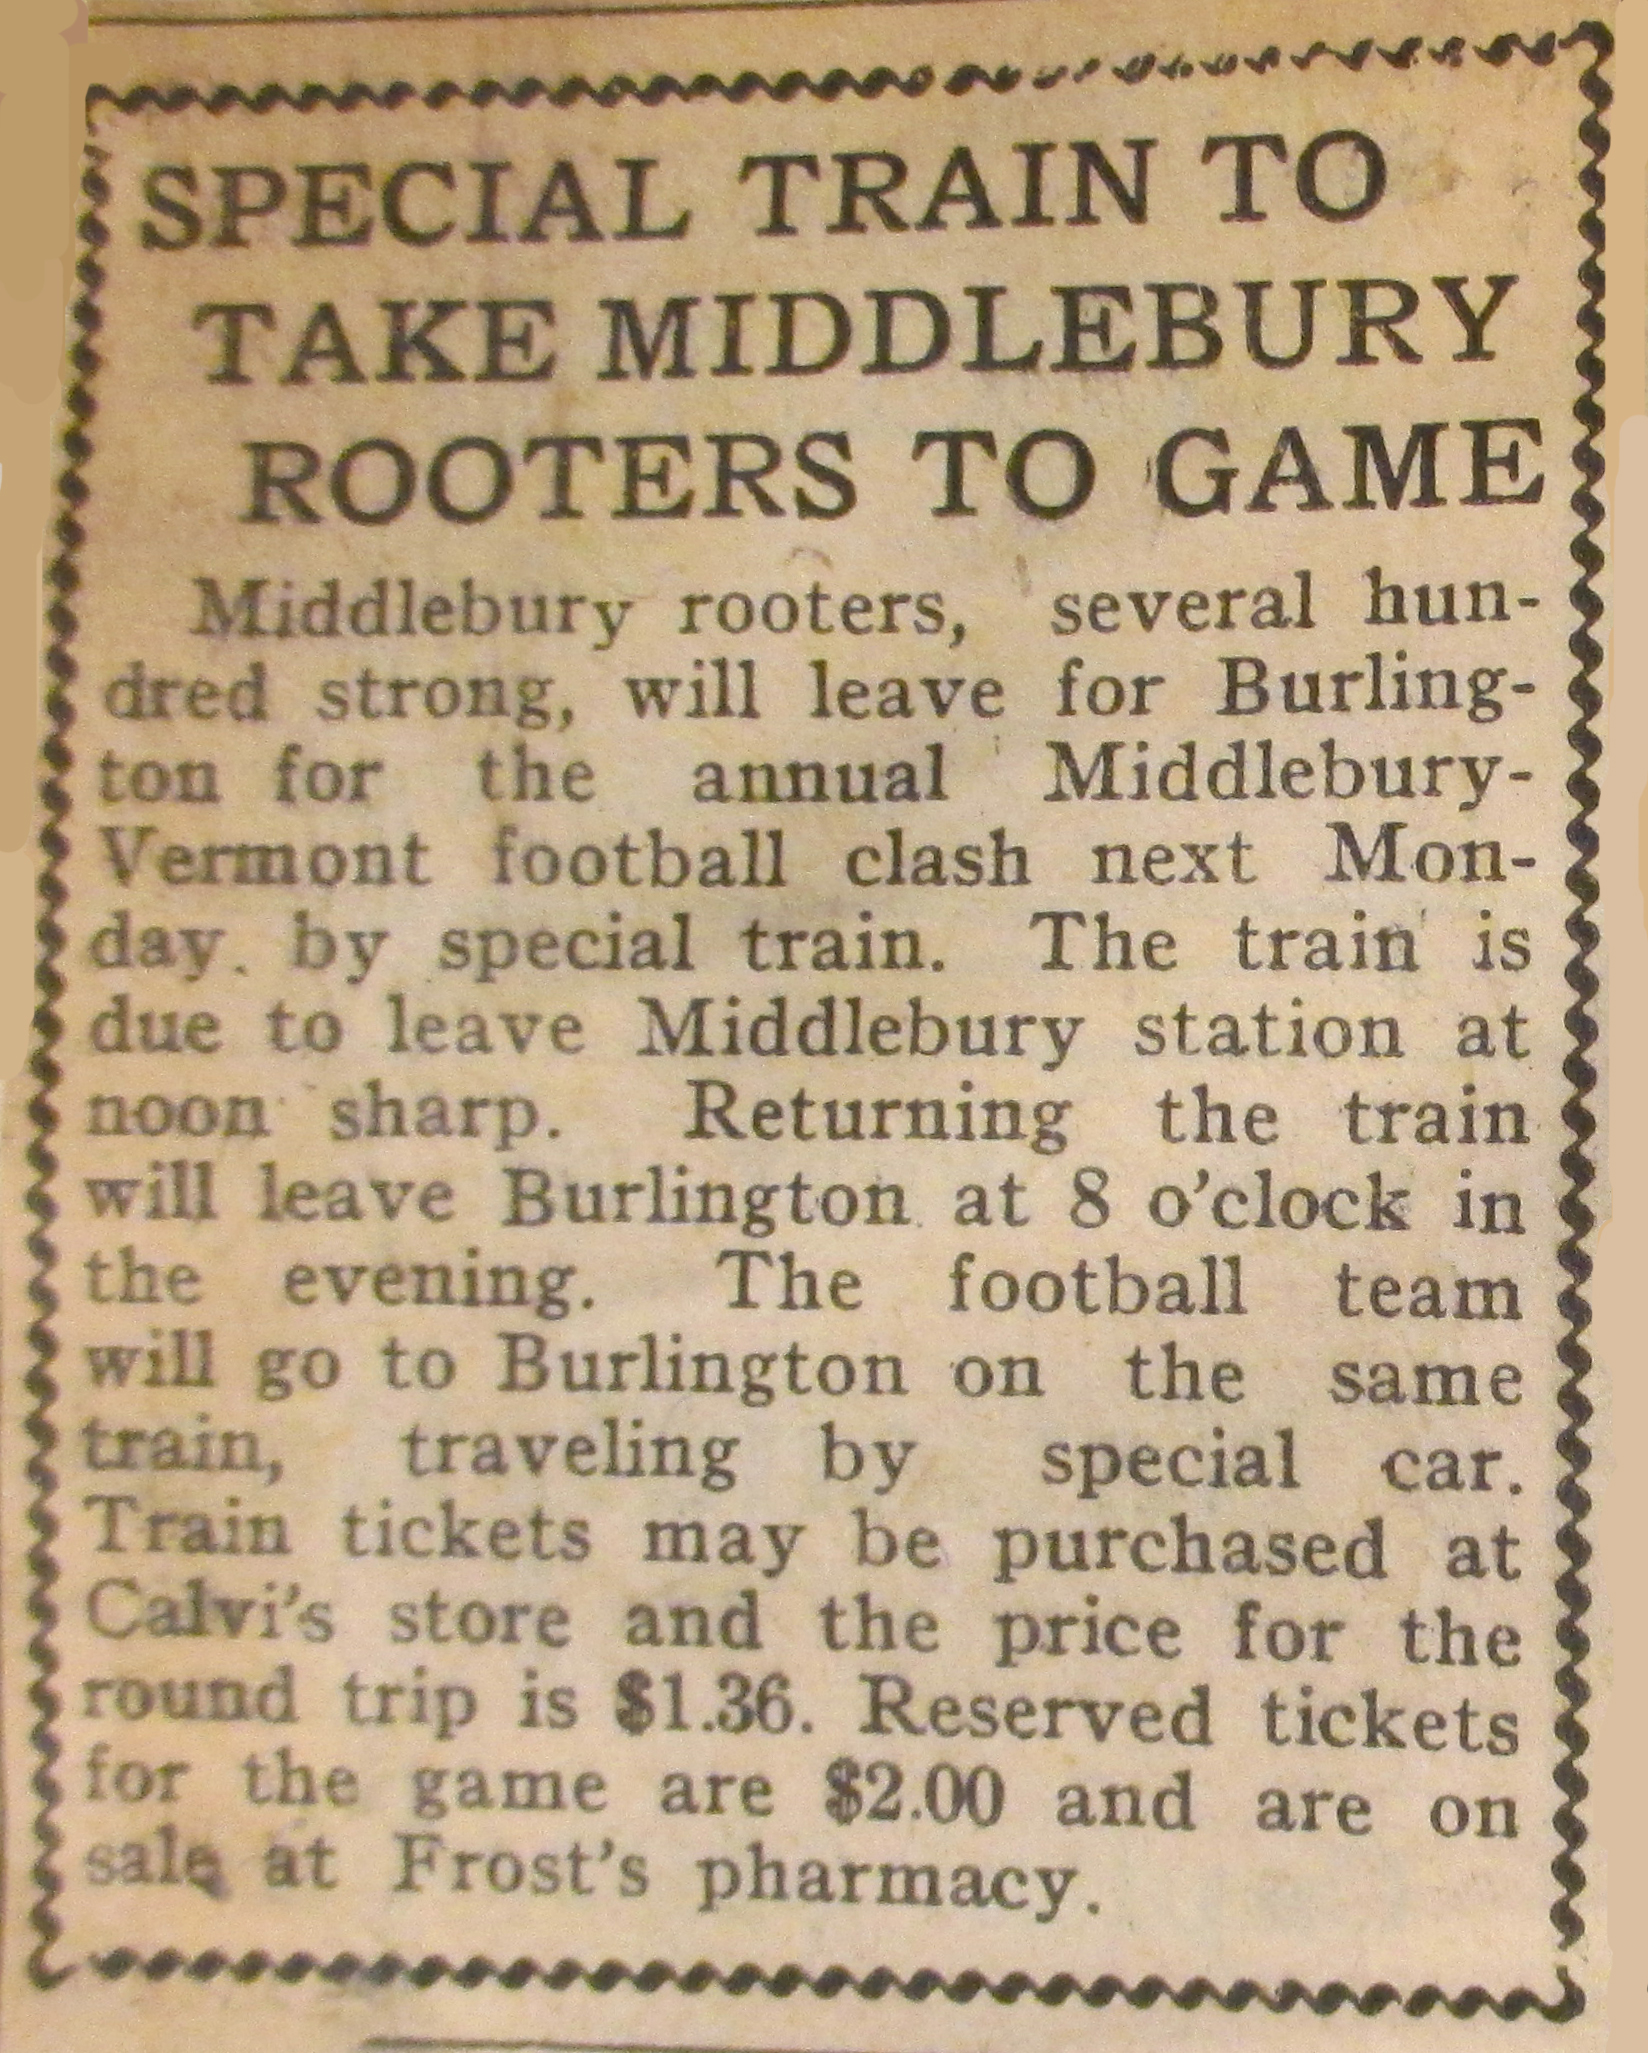 SPECIAL TRAIN TO
TAKE MIDDLEBURY
ROOTERS TO GAME
Middlebury rooters, several hun-
dred strong, will leave for Burling-
ton for the annual Middlebury-
Vermont football clash next Mon-
day. by special train. The train is
due to leave Middlebury station at
noon sharp. Returning the train
will leave Burlington at 8 o'clock in
the evening. The football team
will go to Burlington on the same
train, traveling by special car.
Train tickets may be purchased at
Calvi's store and the price for the
round trip is $1.36. Reserved tickets
for the game are $2.00 and are on
sale at Frost's pharmacy.